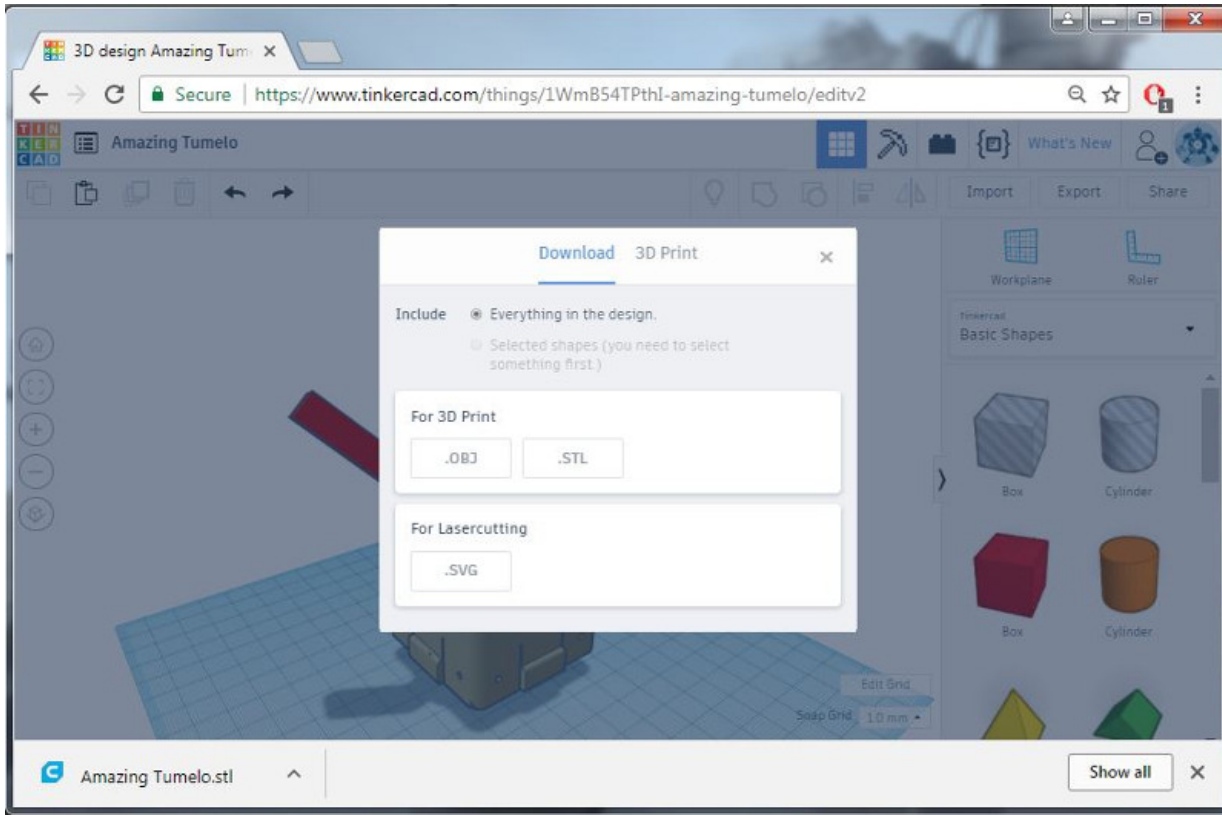 3D design Amazing Tum
Secure | https://www.tinkercad.com/things/1WmB54TPthI-amazing-tumelo/editv2
1
TIN
KER
CAD
Amazing Tumelo
What's New
Import Export Share
Download 3D Print
Workplane Ruler
Include Everything in the design.
Selected shapes (you need to select
something first.)
Tinkercad
Basic Shapes
For 3D Print
.OBJ .STL
Box Cylinder
For Lasercutting
.SVG
Box Cylinder
Edit Grid
Snap Grid 1.0 mm
Amazing Tumelo.stl
Show all